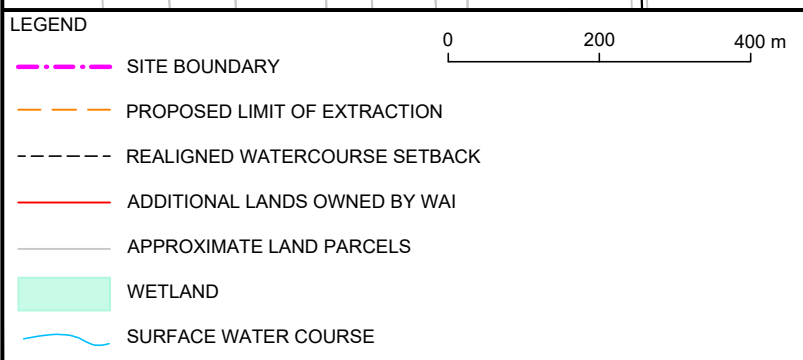 LEGEND
0 200 400 m
SITE BOUNDARY
PROPOSED LIMIT OF EXTRACTION
REALIGNED WATERCOURSE SETBACK
ADDITIONAL LANDS OWNED BY WAI
APPROXIMATE LAND PARCELS
WETLAND
SURFACE WATER COURSE